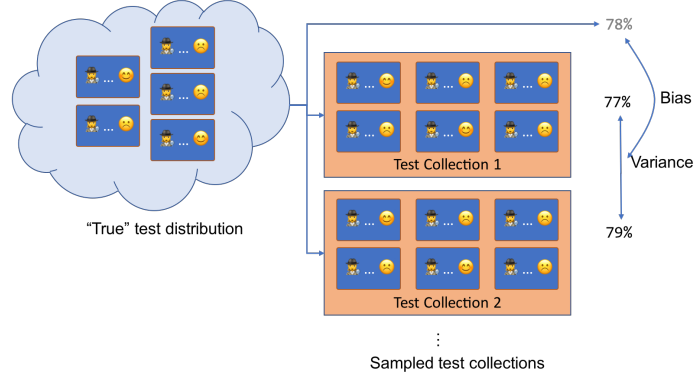 78%
77%
Bias
Test Collection 1
Variance
“True” test distribution
79%
Test Collection 2
Sampled test collections